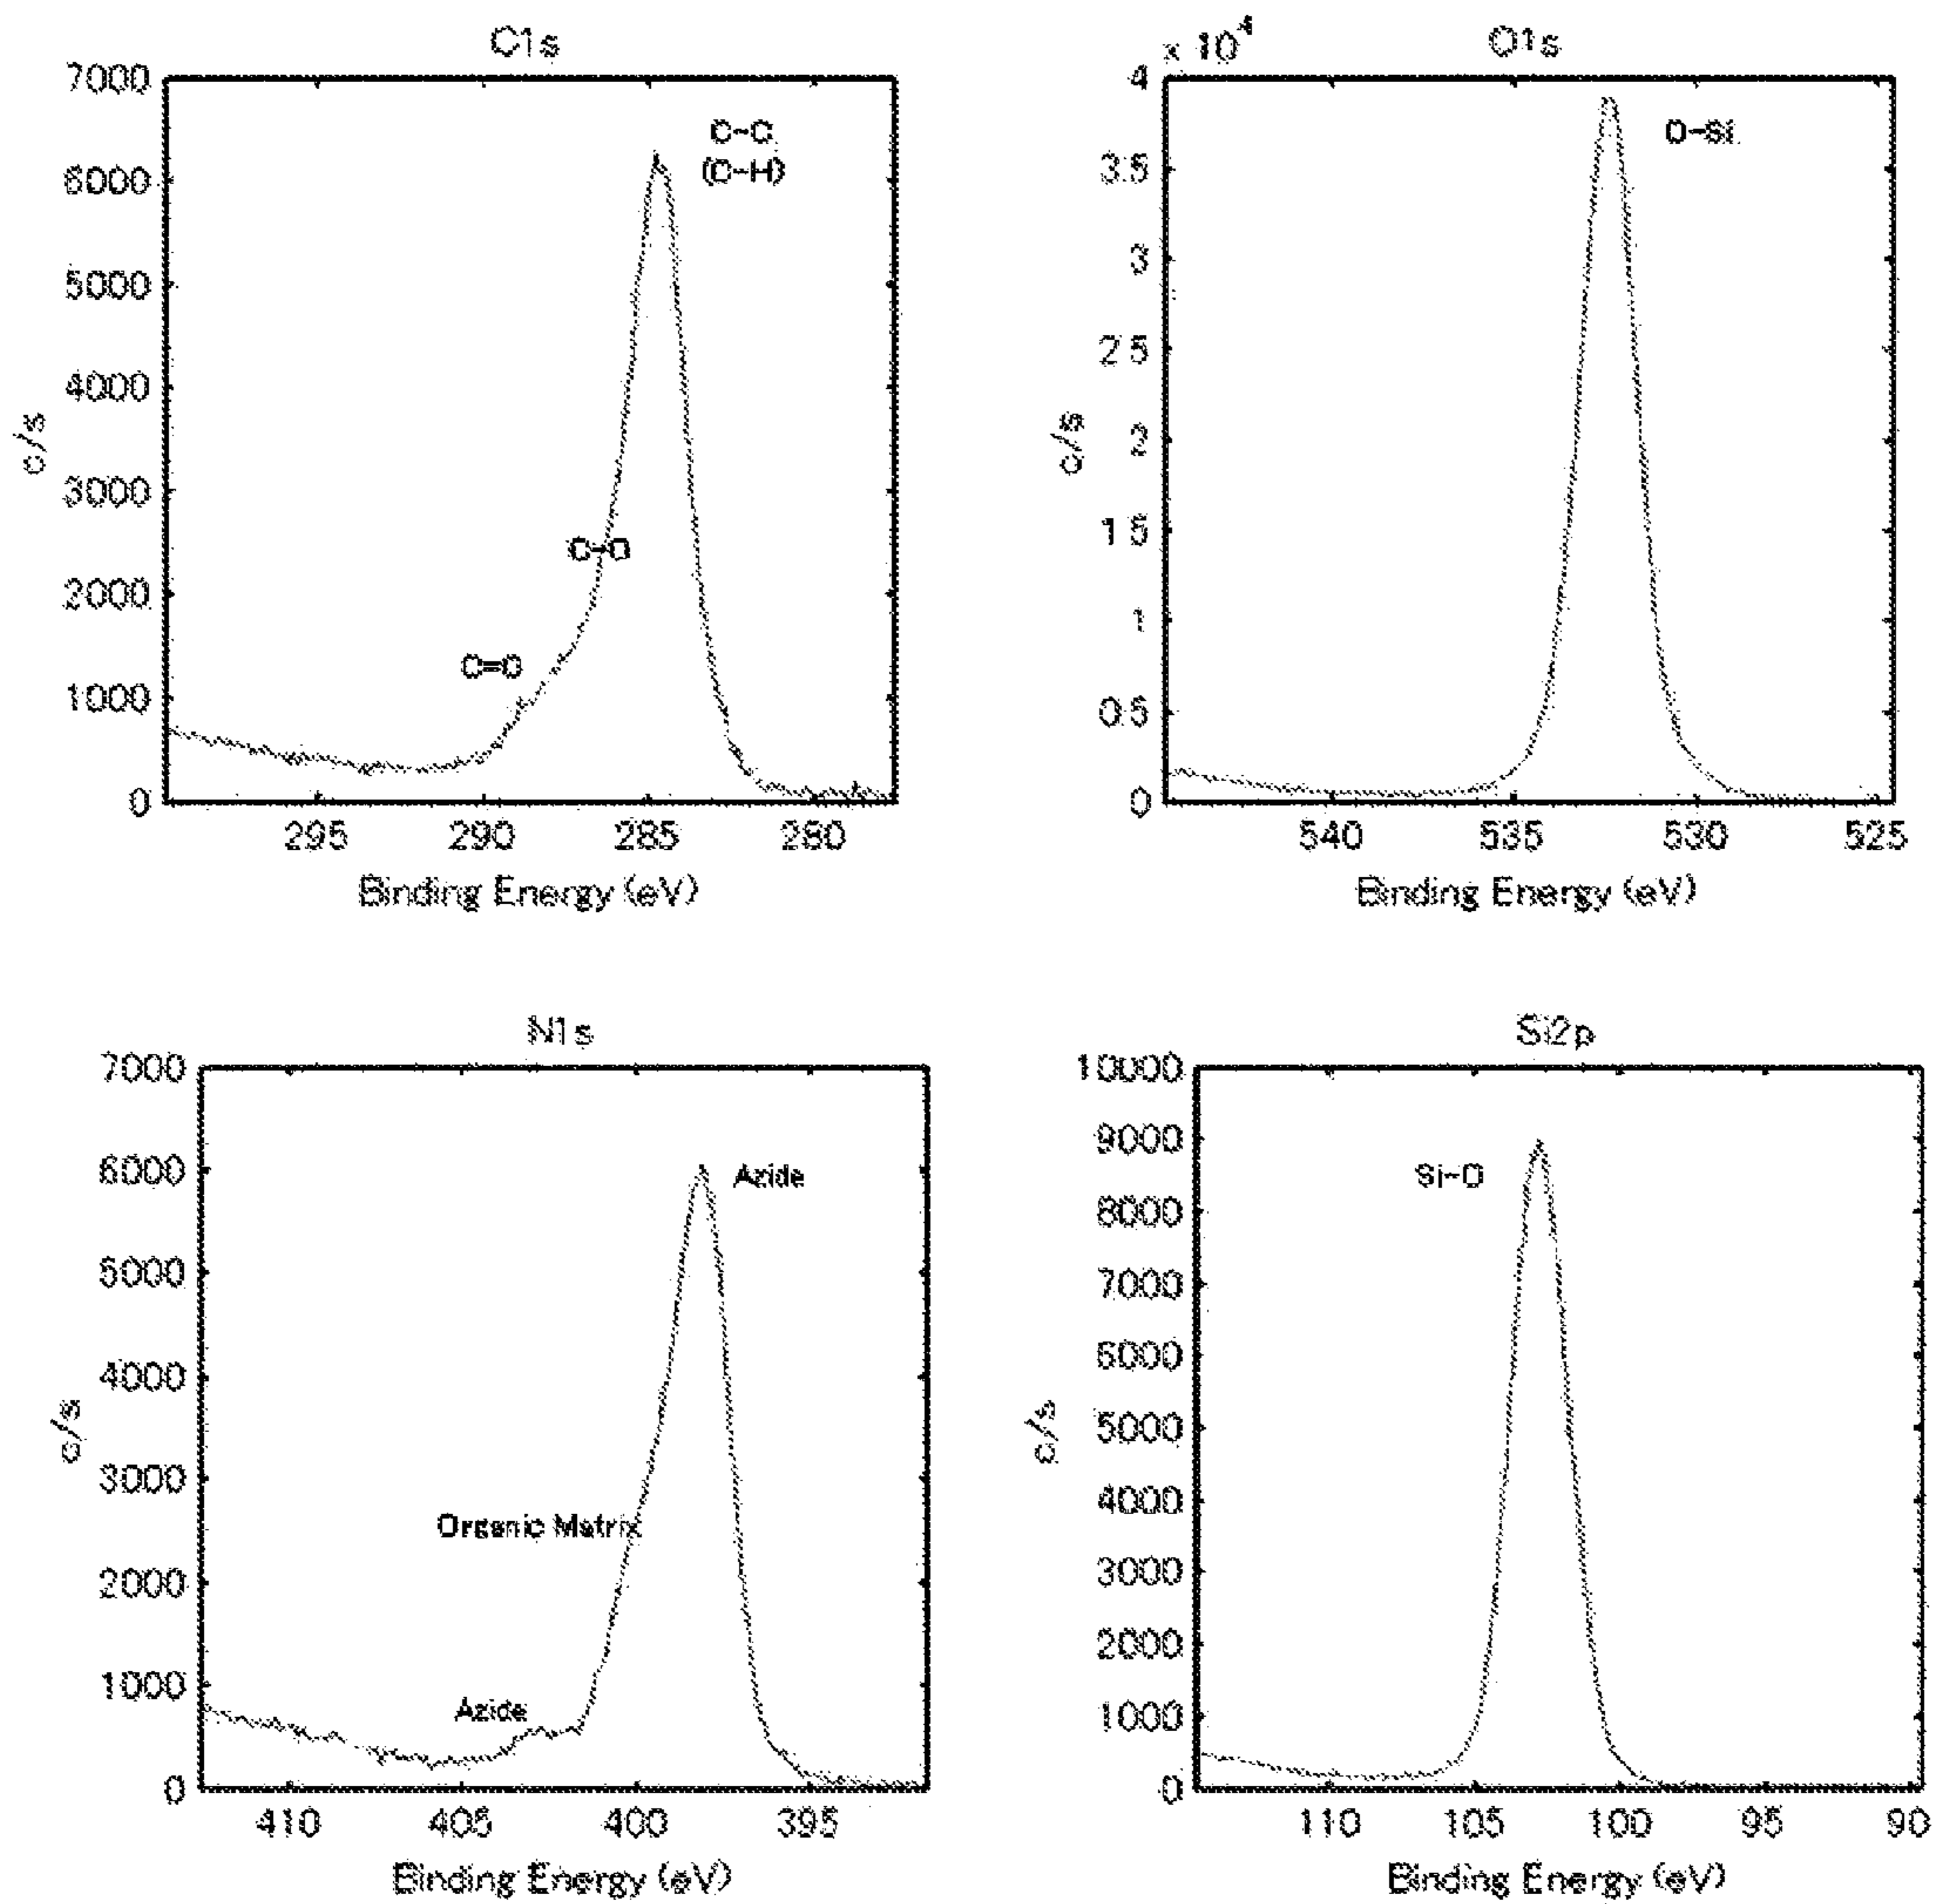 C1s
7000
6000
5000
4000
3000
2000
1000
0
c/s
C-C
(C-H)
C-O
C=O
295 290 285 280
Binding Energy (eV)
× 10⁴ O1s
4
3.5
3
2.5
2
1.5
1
0.5
0
c/s
O-Si
540 535 530 525
Binding Energy (eV)
N1s
7000
6000
5000
4000
3000
2000
1000
0
c/s
Azide
Organic Matrix
Azide
410 405 400 395
Binding Energy (eV)
Si2p
10000
9000
8000
7000
6000
5000
4000
3000
2000
1000
0
c/s
Si-O
110 105 100 95 90
Binding Energy (eV)